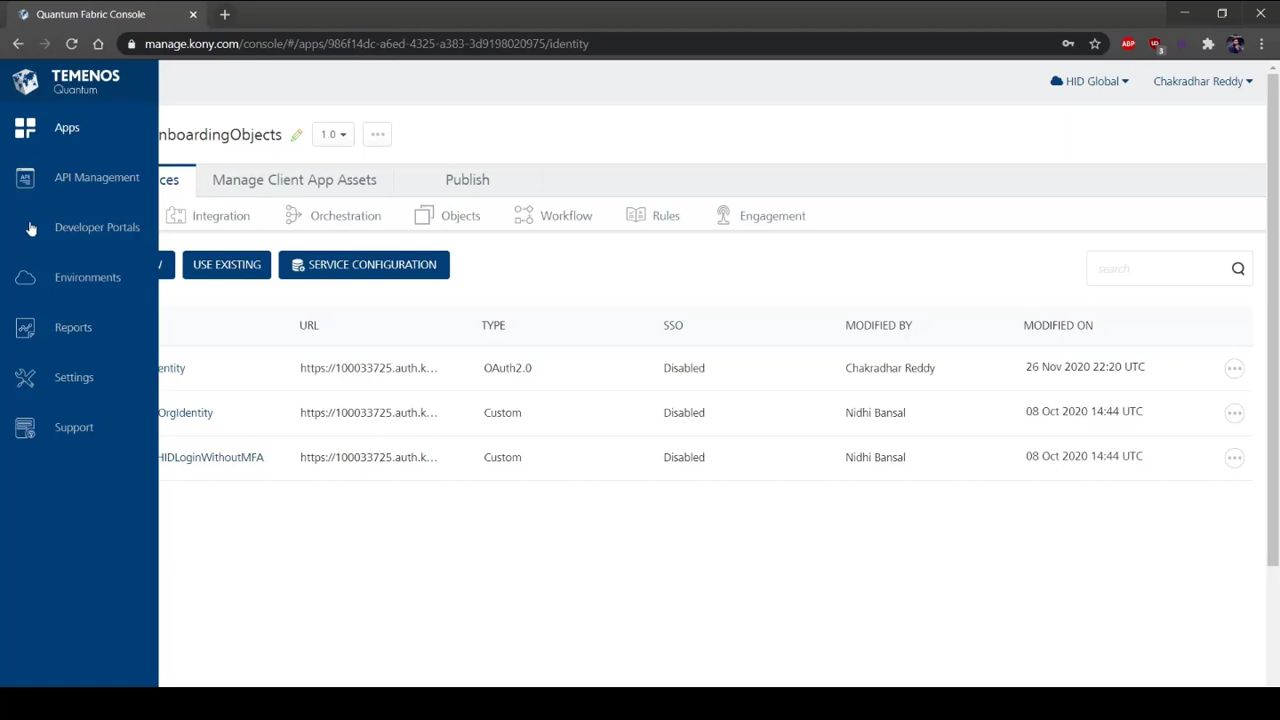 Quantum Fabric Console
manage.kony.com/console/#/apps/986f14dc-a6ed-4325-a383-3d9198020975/identity
ABP
3
TEMENOS
Quantum
HID Global
Chakradhar Reddy
Apps
API Management
Developer Portals
Environments
Reports
Settings
Support
nboardingObjects
1.0
ces
Manage Client App Assets
Publish
Integration
Orchestration
Objects
Workflow
Rules
Engagement
USE EXISTING
SERVICE CONFIGURATION
search
URL TYPE SSO MODIFIED BY MODIFIED ON
entity https://100033725.auth.k... OAuth2.0 Disabled Chakradhar Reddy 26 Nov 2020 22:20 UTC
OrgIdentity https://100033725.auth.k... Custom Disabled Nidhi Bansal 08 Oct 2020 14:44 UTC
HIDLoginWithoutMFA https://100033725.auth.k... Custom Disabled Nidhi Bansal 08 Oct 2020 14:44 UTC